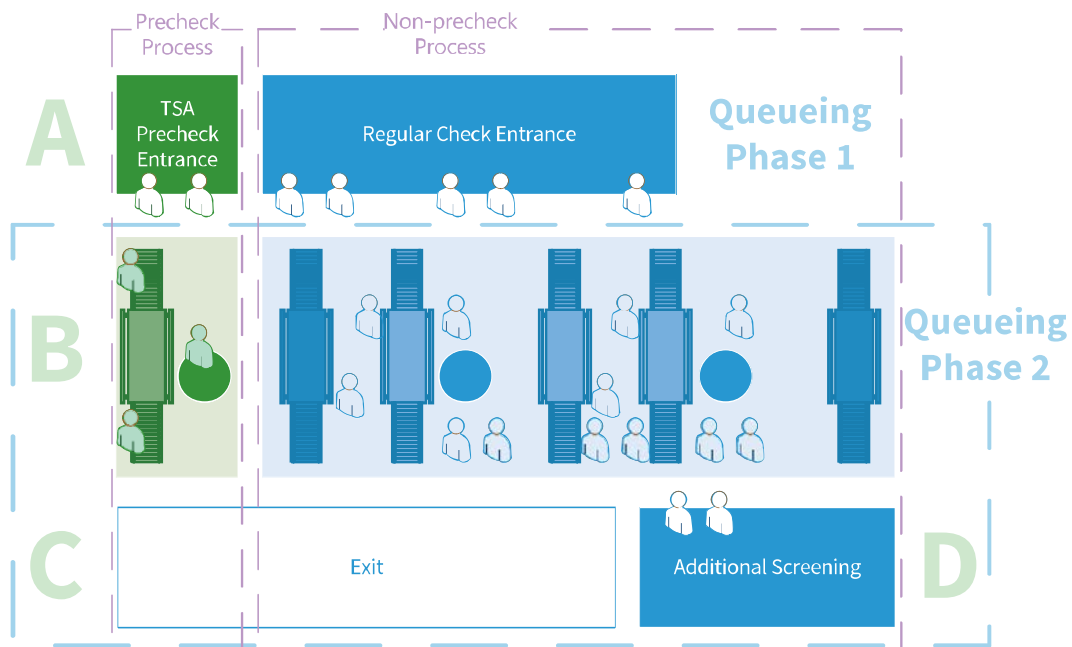 Precheck
Process
Non-precheck
Process
A
TSA
Precheck
Entrance
Regular Check Entrance
Queueing
Phase 1
B
Queueing
Phase 2
C
Exit
Additional Screening
D